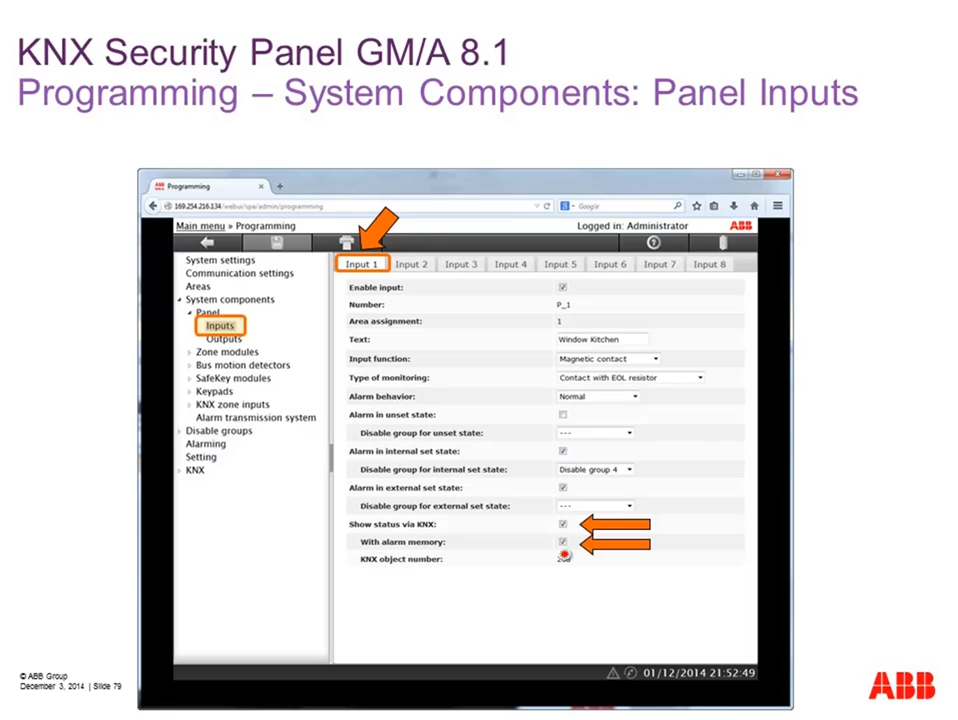 KNX Security Panel GM/A 8.1
Programming – System Components: Panel Inputs
ABB Programming × +
169.254.216.134/webui/spa/admin/programming
Google
Main menu » Programming Logged in: Administrator ABB
System settings
Communication settings
Areas
System components
Panel
Inputs
Outputs
Zone modules
Bus motion detectors
SafeKey modules
Keypads
KNX zone inputs
Alarm transmission system
Disable groups
Alarming
Setting
KNX
Input 1 Input 2 Input 3 Input 4 Input 5 Input 6 Input 7 Input 8
Enable input:
Number: P_1
Area assignment: 1
Text: Window Kitchen
Input function: Magnetic contact
Type of monitoring: Contact with EOL resistor
Alarm behavior: Normal
Alarm in unset state:
Disable group for unset state: ---
Alarm in internal set state:
Disable group for internal set state: Disable group 4
Alarm in external set state:
Disable group for external set state: ---
Show status via KNX:
With alarm memory:
KNX object number:
01/12/2014 21:52:49
© ABB Group
December 3, 2014 | Slide 79
ABB